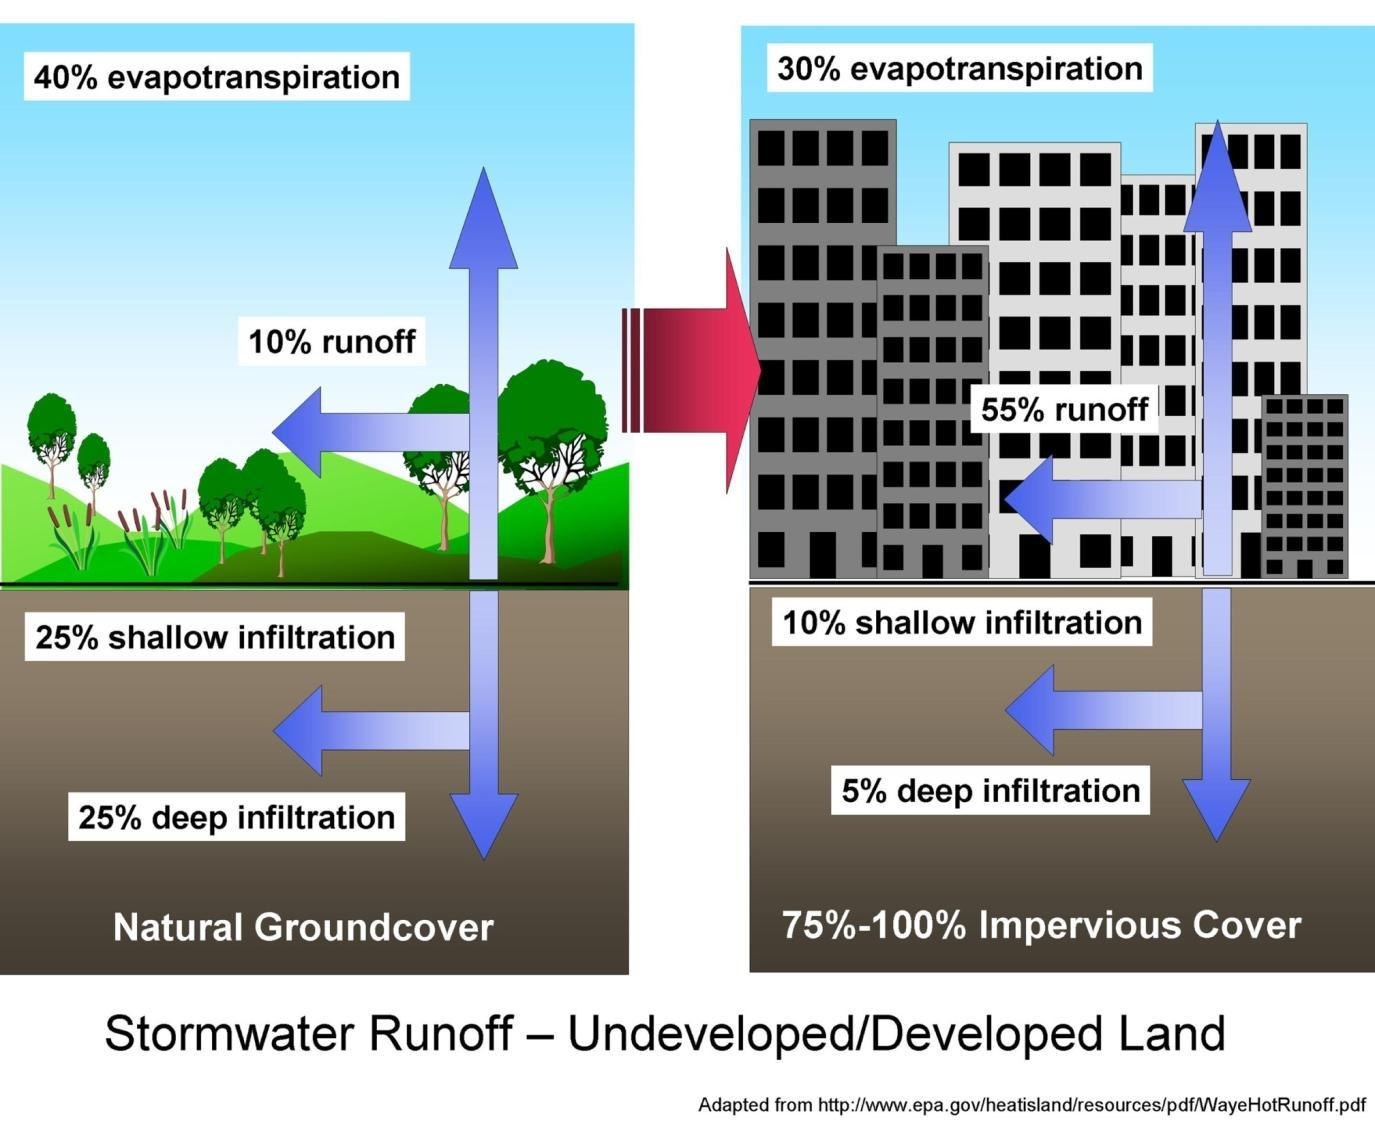 40% evapotranspiration
10% runoff
25% shallow infiltration
25% deep infiltration
Natural Groundcover
30% evapotranspiration
55% runoff
10% shallow infiltration
5% deep infiltration
75%-100% Impervious Cover
Stormwater Runoff – Undeveloped/Developed Land
Adapted from http://www.epa.gov/heatisland/resources/pdf/WayeHotRunoff.pdf